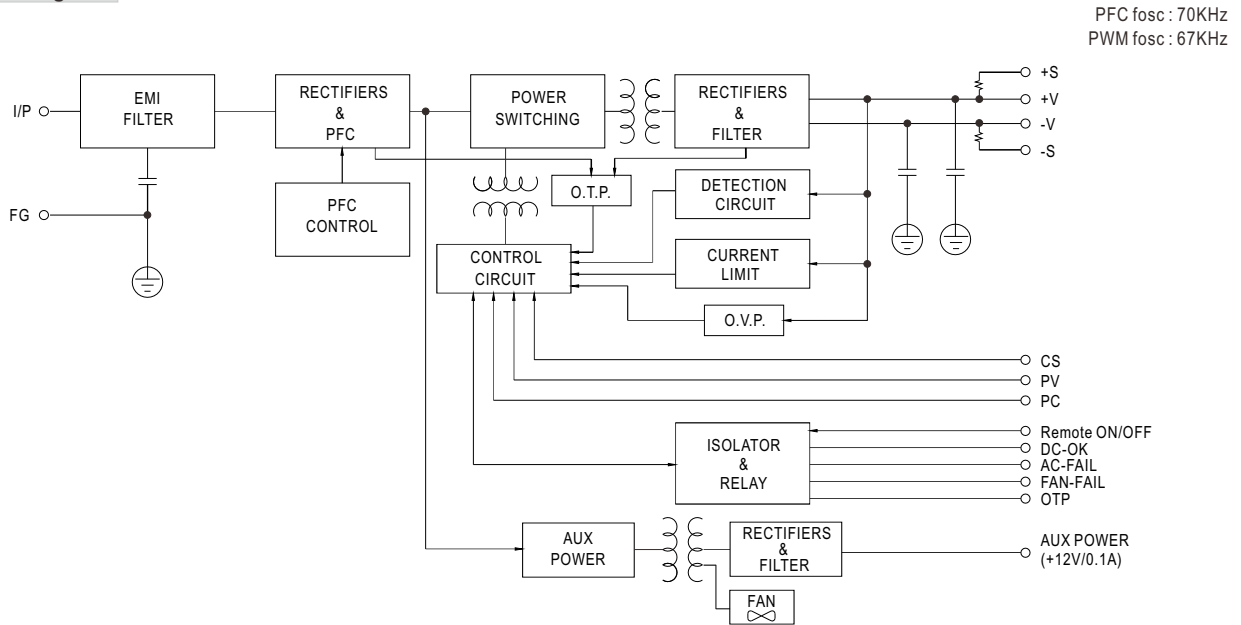 PFC fosc : 70KHz
PWM fosc : 67KHz
I/P
EMI
FILTER
RECTIFIERS
&
PFC
POWER
SWITCHING
RECTIFIERS
&
FILTER
+S
+V
-V
-S
FG
PFC
CONTROL
O.T.P.
DETECTION
CIRCUIT
CONTROL
CIRCUIT
CURRENT
LIMIT
O.V.P.
CS
PV
PC
ISOLATOR
&
RELAY
Remote ON/OFF
DC-OK
AC-FAIL
FAN-FAIL
OTP
AUX
POWER
RECTIFIERS
&
FILTER
AUX POWER
(+12V/0.1A)
FAN